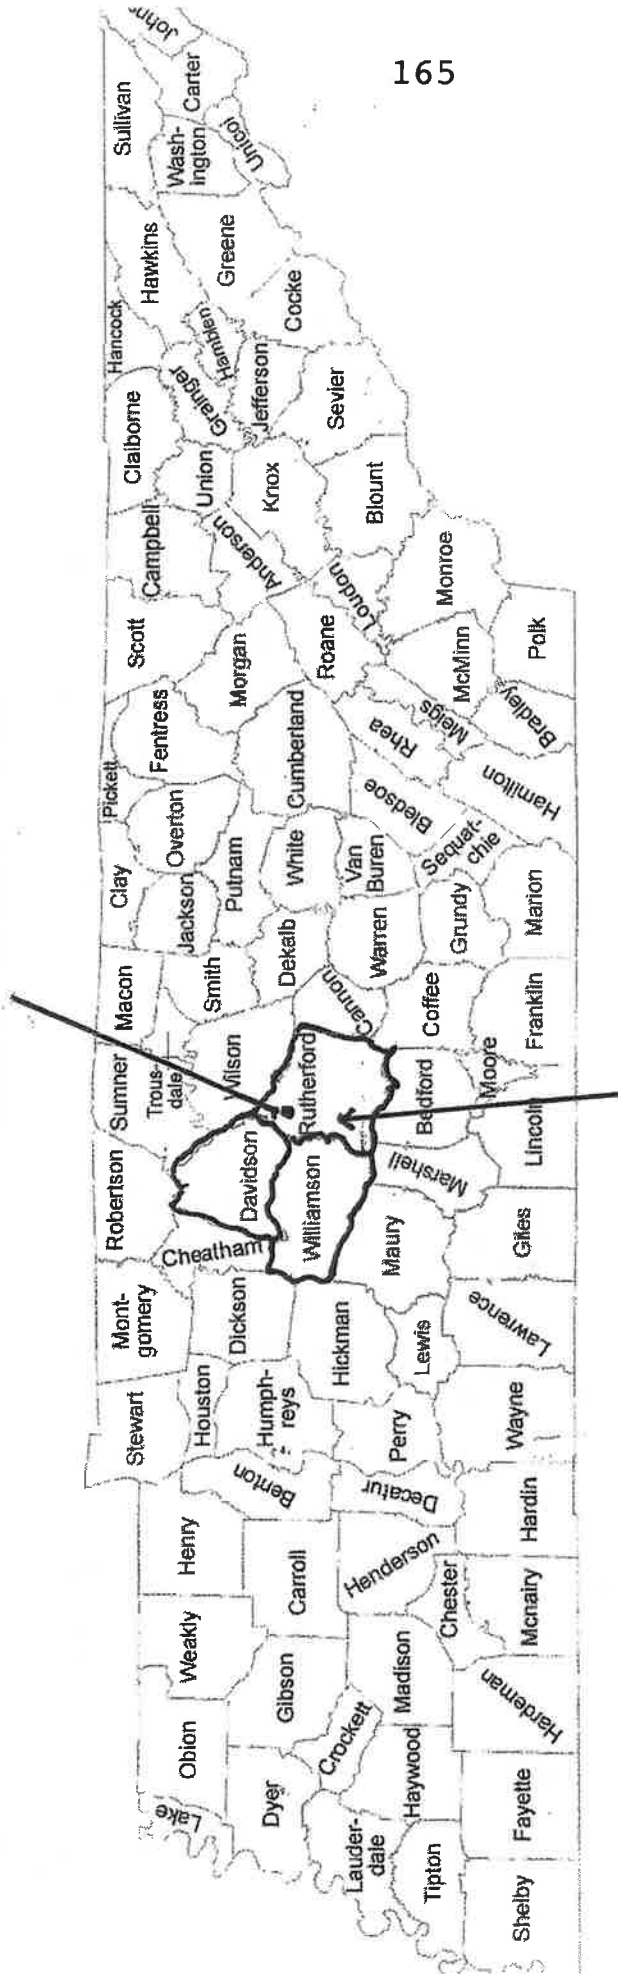 165
Johns
Carter
Sullivan
Unicoi
Wash-
ington
Greene
Hawkins
Hancock
Cocke
Hamblen
Grainger
Jefferson
Sevier
Claiborne
Union
Knox
Blount
Campbell
Anderson
Loudon
Monroe
Scott
Morgan
Roane
McMinn
Polk
Fentress
Cumberland
Rhea
Meigs
Bradley
Pickett
Overton
Bledsoe
Hamilton
Clay
Jackson
Putnam
White
Van
Buren
Sequat-
chie
Macon
Smith
Dekalb
Warren
Grundy
Marion
Cannon
Coffee
Franklin
Sumner
Trous-
dale
Wilson
Rutherford
Bedford
Moore
Lincoln
Robertson
Davidson
Williamson
Marshell
Cheatham
Maury
Giles
Mont-
gomery
Dickson
Hickman
Lewis
Lawrence
Stewart
Houston
Humph-
reys
Perry
Wayne
Benton
Decatur
Hardin
Henry
Carroll
Henderson
Chester
Mcnairy
Weakly
Gibson
Madison
Hardeman
Obion
Crockett
Haywood
Fayette
Lake
Dyer
Lauder-
dale
Tipton
Shelby